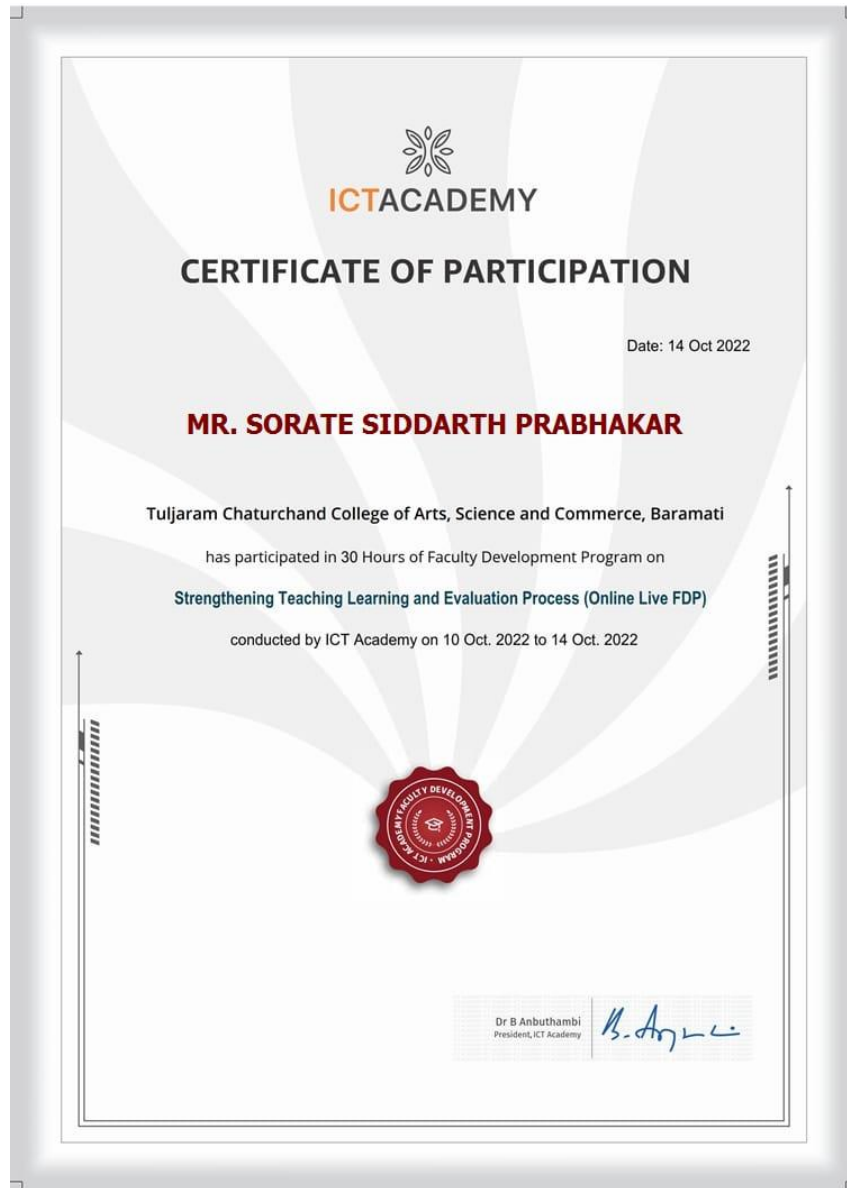 ICTACADEMY
CERTIFICATE OF PARTICIPATION
Date: 14 Oct 2022
MR. SORATE SIDDARTH PRABHAKAR
Tuljaram Chaturchand College of Arts, Science and Commerce, Baramati
has participated in 30 Hours of Faculty Development Program on
Strengthening Teaching Learning and Evaluation Process (Online Live FDP)
conducted by ICT Academy on 10 Oct. 2022 to 14 Oct. 2022
FACULTY DEVELOPMENT PROGRAM · ICT ACADEMY
Dr B Anbuthambi
President, ICT Academy